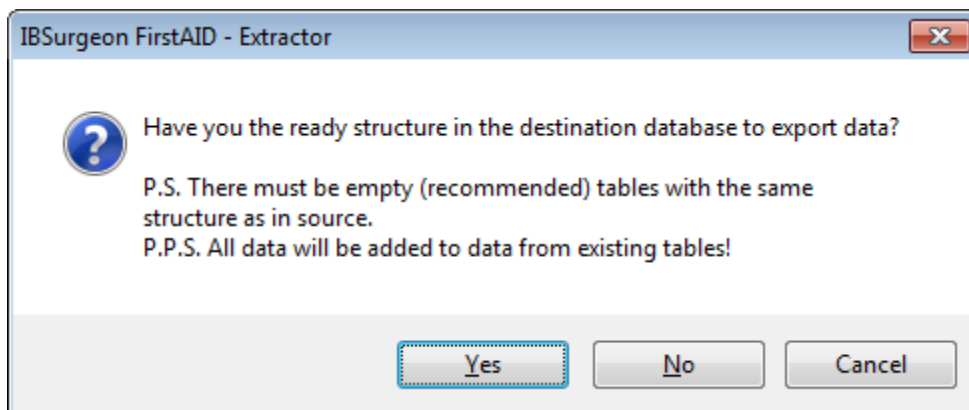 IBSurgeon FirstAID - Extractor
Have you the ready structure in the destination database to export data?
P.S. There must be empty (recommended) tables with the same
structure as in source.
P.P.S. All data will be added to data from existing tables!
Yes
No
Cancel